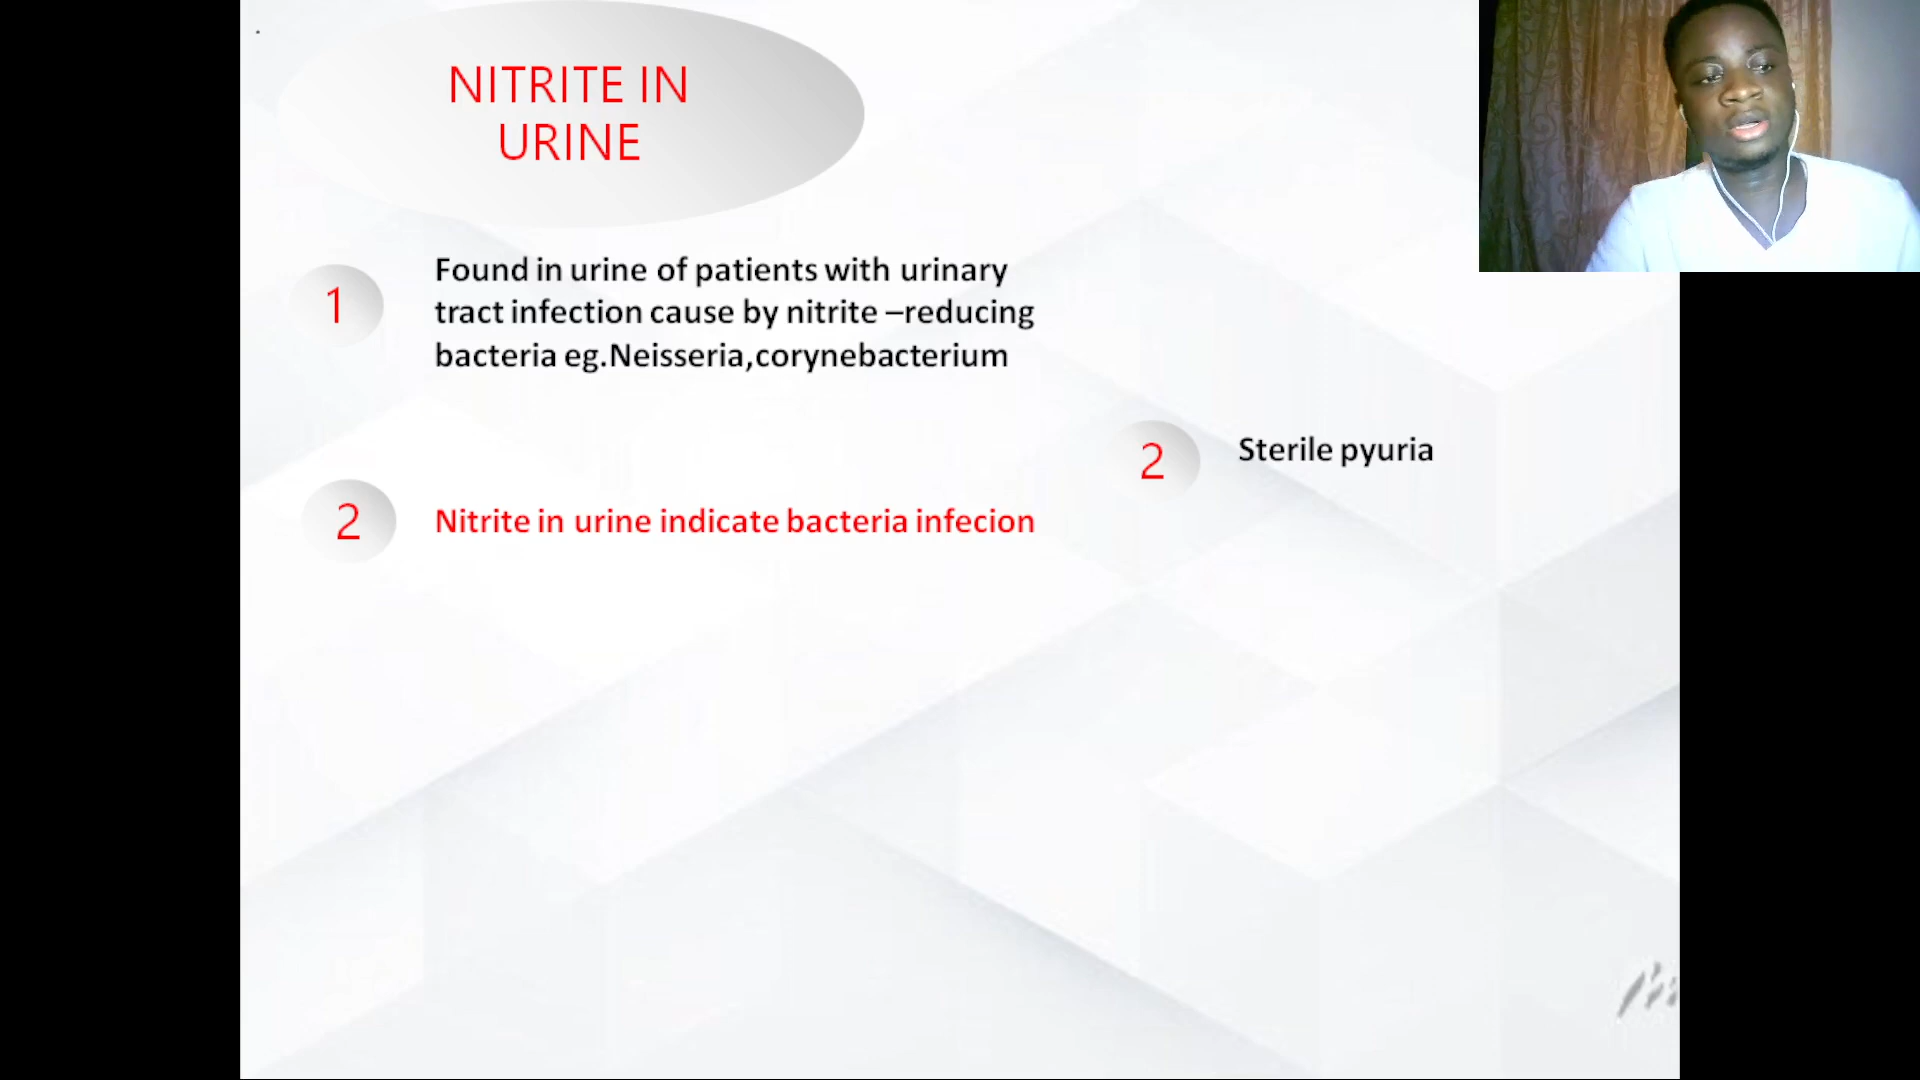 NITRITE IN
URINE
1
Found in urine of patients with urinary
tract infection cause by nitrite –reducing
bacteria eg.Neisseria,corynebacterium
2
Nitrite in urine indicate bacteria infecion
2
Sterile pyuria